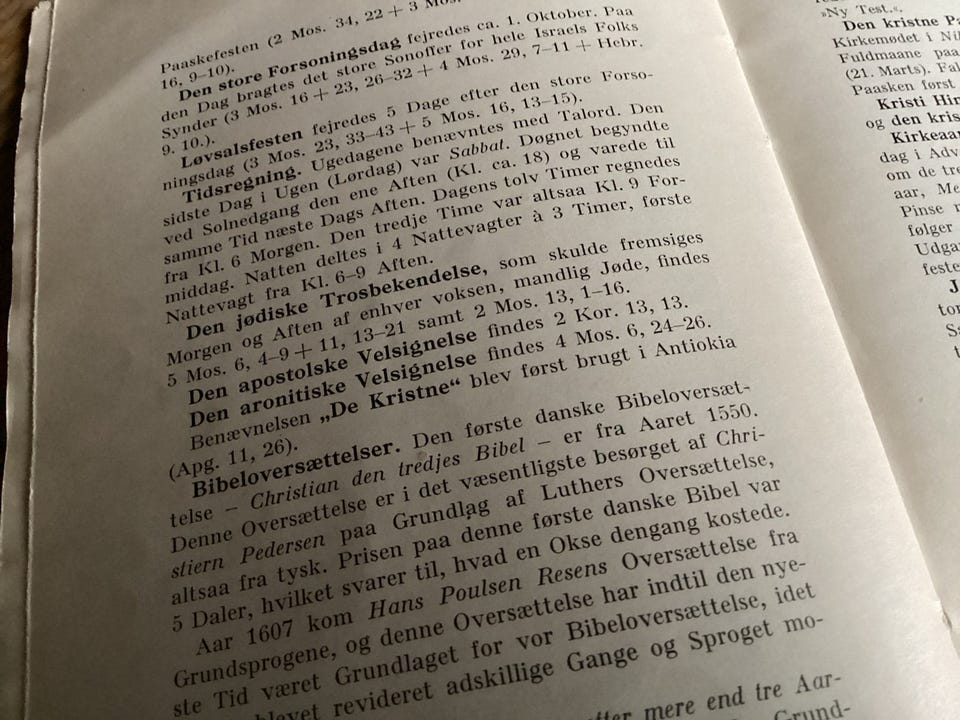 Paaskefesten (2 Mos. 34, 22 + 3 Mos.
16, 9–10).
Den store Forsoningsdag fejredes ca. 1. Oktober. Paa
den Dag bragtes det store Sonoffer for hele Israels Folks
Synder (3 Mos. 16 + 23, 26–32 + 4 Mos. 29, 7–11 + Hebr.
9. 10.).
Løvsalsfesten fejredes 5 Dage efter den store Forso-
ningsdag (3 Mos. 23, 33–43 + 5 Mos. 16, 13–15).
Tidsregning. Ugedagene benævntes med Talord. Den
sidste Dag i Ugen (Lørdag) var Sabbat. Døgnet begyndte
ved Solnedgang den ene Aften (Kl. ca. 18) og varede til
samme Tid næste Dags Aften. Dagens tolv Timer regnedes
fra Kl. 6 Morgen. Den tredje Time var altsaa Kl. 9 For-
middag. Natten deltes i 4 Nattevagter à 3 Timer, første
Nattevagt fra Kl. 6–9 Aften.
Den jødiske Trosbekendelse, som skulde fremsiges
Morgen og Aften af enhver voksen, mandlig Jøde, findes
5 Mos. 6, 4–9 + 11, 13–21 samt 2 Mos. 13, 1–16.
Den apostolske Velsignelse findes 2 Kor. 13, 13.
Den aronitiske Velsignelse findes 4 Mos. 6, 24–26.
Benævnelsen „De Kristne“ blev først brugt i Antiokia
(Apg. 11, 26).
Bibeloversættelser. Den første danske Bibeloversæt-
telse – Christian den tredjes Bibel – er fra Aaret 1550.
Denne Oversættelse er i det væsentligste besørget af Chri-
stiern Pedersen paa Grundlag af Luthers Oversættelse,
altsaa fra tysk. Prisen paa denne første danske Bibel var
5 Daler, hvilket svarer til, hvad en Okse dengang kostede.
Aar 1607 kom Hans Poulsen Resens Oversættelse fra
Grundsprogene, og denne Oversættelse har indtil den nye-
ste Tid været Grundlaget for vor Bibeloversættelse, idet
blevet revideret adskillige Gange og Sproget mo-
efter mere end tre Aar-
Grund-
»Ny Test.«.
Den kristne Pa
Kirkemødet i Ni
Fuldmaane paa
(21. Marts). Fal
Paasken først
Kristi Hir
og den kris
Kirkeaar
dag i Adv
om de tre
aar, Me
Pinse
følger
Udgan
feste
J
tor
Sa
t